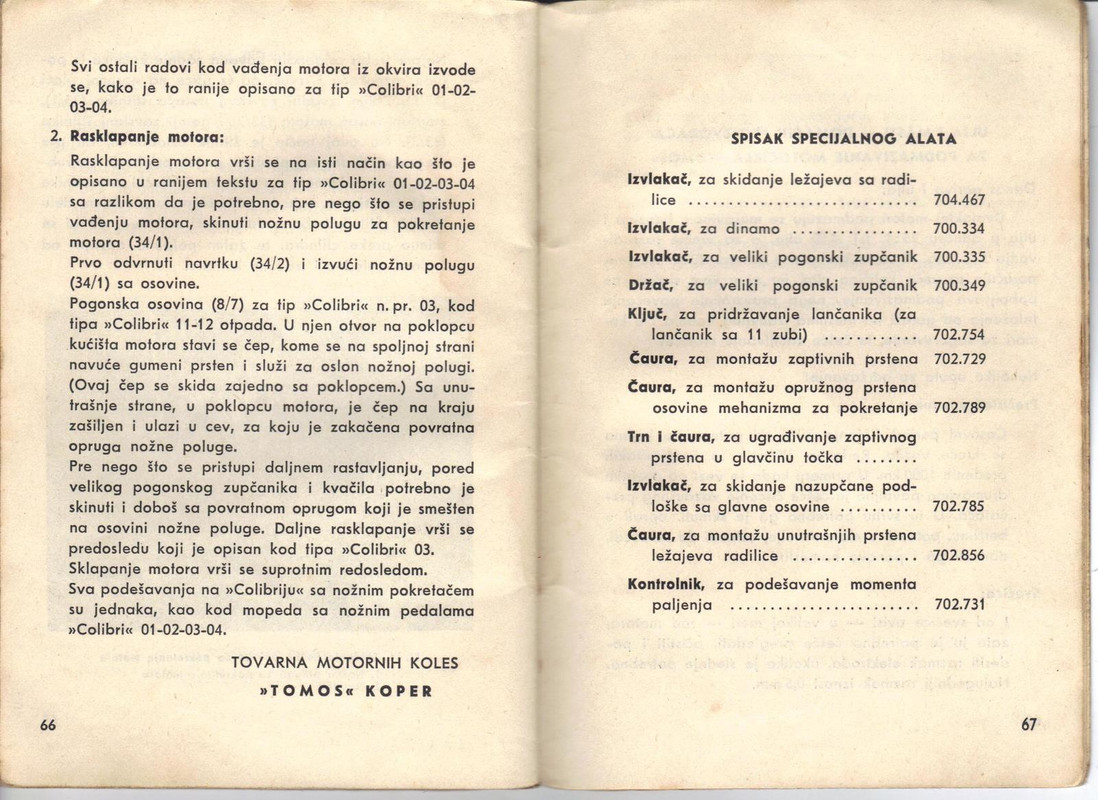 Svi ostali radovi kod vađenja motora iz okvira izvode
se, kako je to ranije opisano za tip »Colibri« 01-02-
03-04.
2. Rasklapanje motora:
Rasklapanje motora vrši se na isti način kao što je
opisano u ranijem tekstu za tip »Colibri« 01-02-03-04
sa razlikom da je potrebno, pre nego što se pristupi
vađenju motora, skinuti nožnu polugu za pokretanje
motora (34/1).
Prvo odvrnuti navrtku (34/2) i izvući nožnu polugu
(34/1) sa osovine.
Pogonska osovina (8/7) za tip »Colibri« n. pr. 03, kod
tipa »Colibri« 11-12 otpada. U njen otvor na poklopcu
kućišta motora stavi se čep, kome se na spoljnoj strani
navuće gumeni prsten i služi za oslon nožnoj polugi.
(Ovaj čep se skida zajedno sa poklopcem.) Sa unu-
trašnje strane, u poklopcu motora, je čep na kraju
zašiljen i ulazi u cev, za koju je zakačena povratna
opruga nožne poluge.
Pre nego što se pristupi daljnem rastavljanju, pored
velikog pogonskog zupčanika i kvačila potrebno je
skinuti i doboš sa povratnom oprugom koji je smešten
na osovini nožne poluge. Daljne rasklapanje vrši se
predosledu koji je opisan kod tipa »Colibri« 03.
Sklapanje motora vrši se suprotnim redosledom.
Sva podešavanja na »Colibriju« sa nožnim pokretačem
su jednaka, kao kod mopeda sa nožnim pedalama
»Colibri« 01-02-03-04.
TOVARNA MOTORNIH KOLES
»TOMOS« KOPER
66
SPISAK SPECIJALNOG ALATA
Izvlakač, za skidanje ležajeva sa radi-
lice ........................ 704.467
Izvlakač, za dinamo ............... 700.334
Izvlakač, za veliki pogonski zupčanik 700.335
Držač, za veliki pogonski zupčanik 700.349
Ključ, za pridržavanje lančanika (za
lančanik sa 11 zubi) ............ 702.754
Čaura, za montažu zaptivnih prstena 702.729
Čaura, za montažu opružnog prstena
osovine mehanizma za pokretanje 702.789
Trn i čaura, za ugrađivanje zaptivnog
prstena u glavčinu točka ........
Izvlakač, za skidanje nazupčane pod-
loške sa glavne osovine .......... 702.785
Čaura, za montažu unutrašnjih prstena
ležajeva radilice ................ 702.856
Kontrolnik, za podešavanje momenta
paljenja ........................ 702.731
67